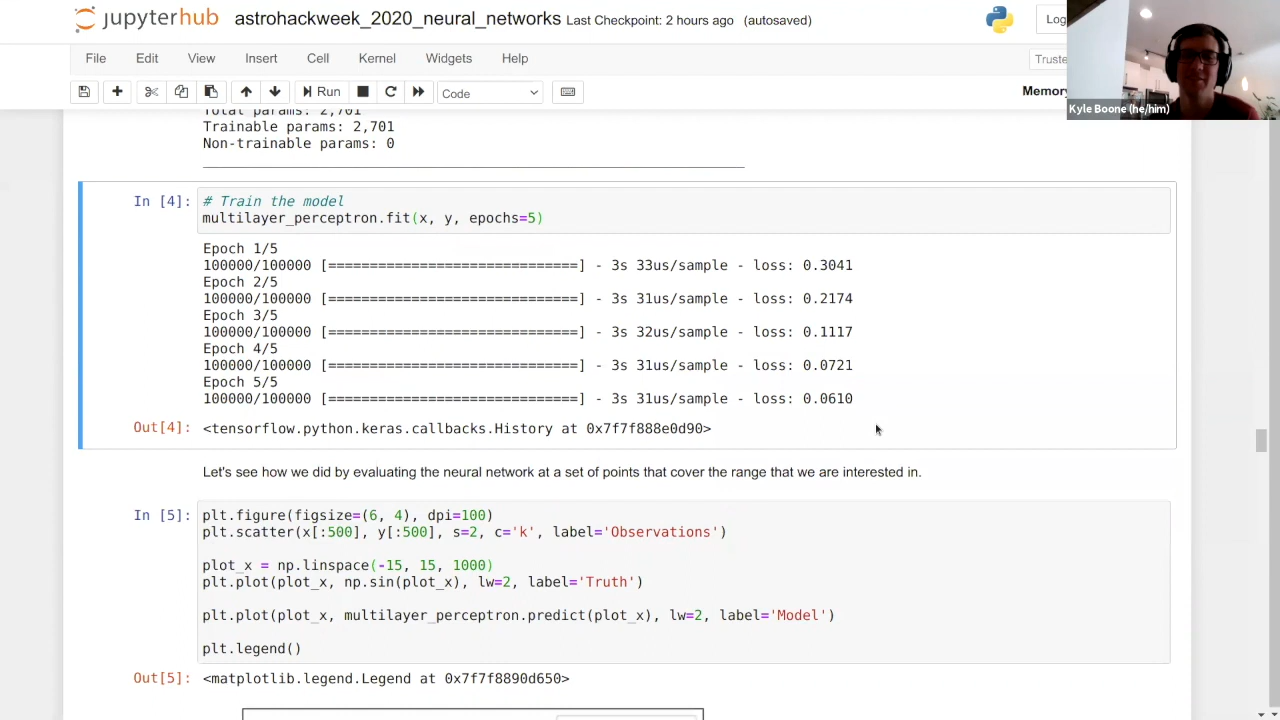 jupyterhub astrohackweek_2020_neural_networks Last Checkpoint: 2 hours ago (autosaved)
Log
File Edit View Insert Cell Kernel Widgets Help
Truste
Run
Code
Memory
Kyle Boone (he/him)
Total params: 2,701
Trainable params: 2,701
Non-trainable params: 0
In [4]: # Train the model
multilayer_perceptron.fit(x, y, epochs=5)
Epoch 1/5
100000/100000 [==============================] - 3s 33us/sample - loss: 0.3041
Epoch 2/5
100000/100000 [==============================] - 3s 31us/sample - loss: 0.2174
Epoch 3/5
100000/100000 [==============================] - 3s 32us/sample - loss: 0.1117
Epoch 4/5
100000/100000 [==============================] - 3s 31us/sample - loss: 0.0721
Epoch 5/5
100000/100000 [==============================] - 3s 31us/sample - loss: 0.0610
Out[4]: <tensorflow.python.keras.callbacks.History at 0x7f7f888e0d90>
Let's see how we did by evaluating the neural network at a set of points that cover the range that we are interested in.
In [5]: plt.figure(figsize=(6, 4), dpi=100)
plt.scatter(x[:500], y[:500], s=2, c='k', label='Observations')
plot_x = np.linspace(-15, 15, 1000)
plt.plot(plot_x, np.sin(plot_x), lw=2, label='Truth')
plt.plot(plot_x, multilayer_perceptron.predict(plot_x), lw=2, label='Model')
plt.legend()
Out[5]: <matplotlib.legend.Legend at 0x7f7f8890d650>